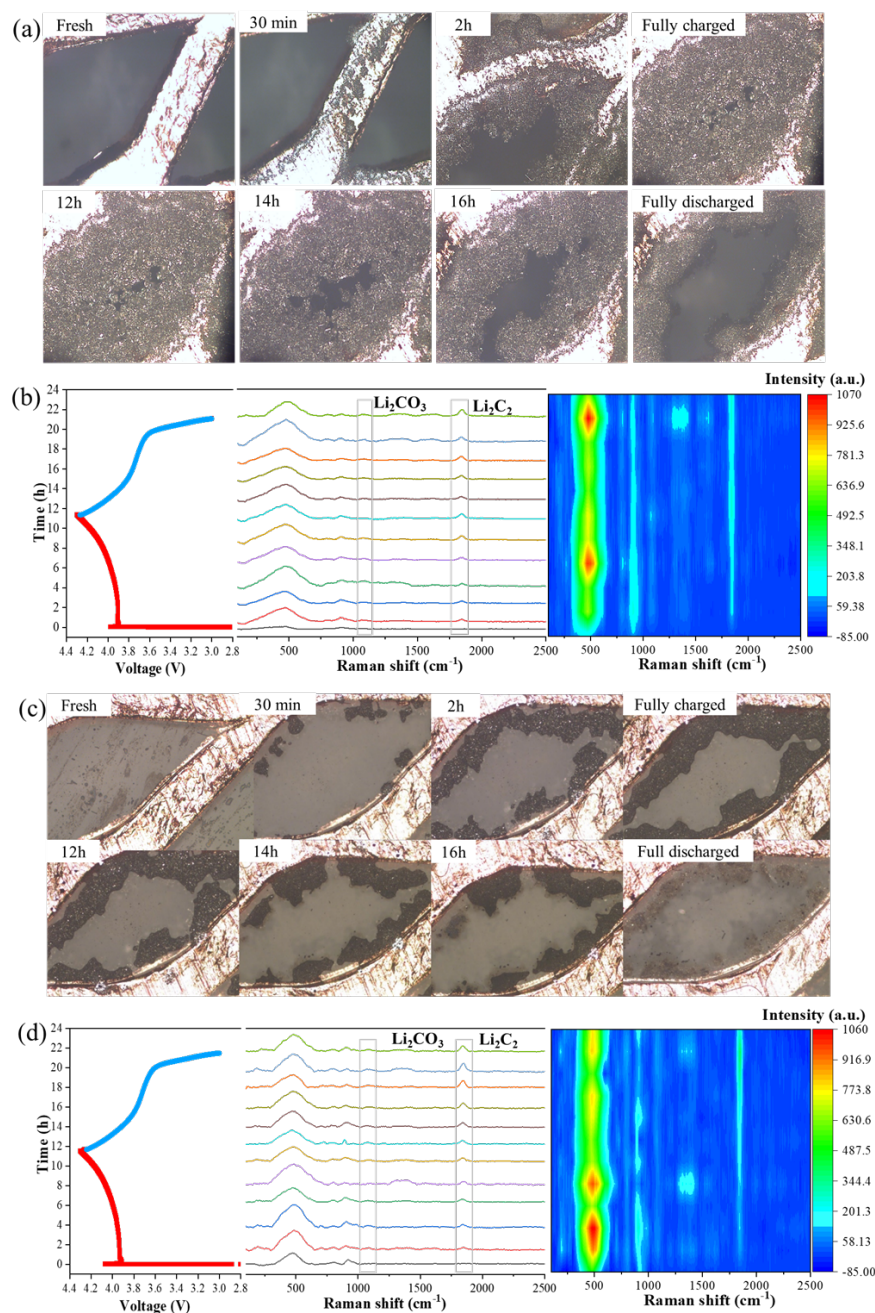 (a)
Fresh
30 min
2h
Fully charged
12h
14h
16h
Fully discharged
(b)
24
22
20
18
16
14
12
10
8
6
4
2
0
Time (h)
4.4 4.2 4.0 3.8 3.6 3.4 3.2 3.0 2.8
Voltage (V)
Li₂CO₃
Li₂C₂
500 1000 1500 2000 2500
Raman shift (cm⁻¹)
500 1000 1500 2000 2500
Raman shift (cm⁻¹)
Intensity (a.u.)
1070
925.6
781.3
636.9
492.5
348.1
203.8
59.38
-85.00
(c)
Fresh
30 min
2h
Fully charged
12h
14h
16h
Full discharged
(d)
24
22
20
18
16
14
12
10
8
6
4
2
0
Time (h)
4.4 4.2 4.0 3.8 3.6 3.4 3.2 3.0 2.8
Voltage (V)
Li₂CO₃
Li₂C₂
500 1000 1500 2000 2500
Raman shift (cm⁻¹)
500 1000 1500 2000 2500
Raman shift (cm⁻¹)
Intensity (a.u.)
1060
916.9
773.8
630.6
487.5
344.4
201.3
58.13
-85.00